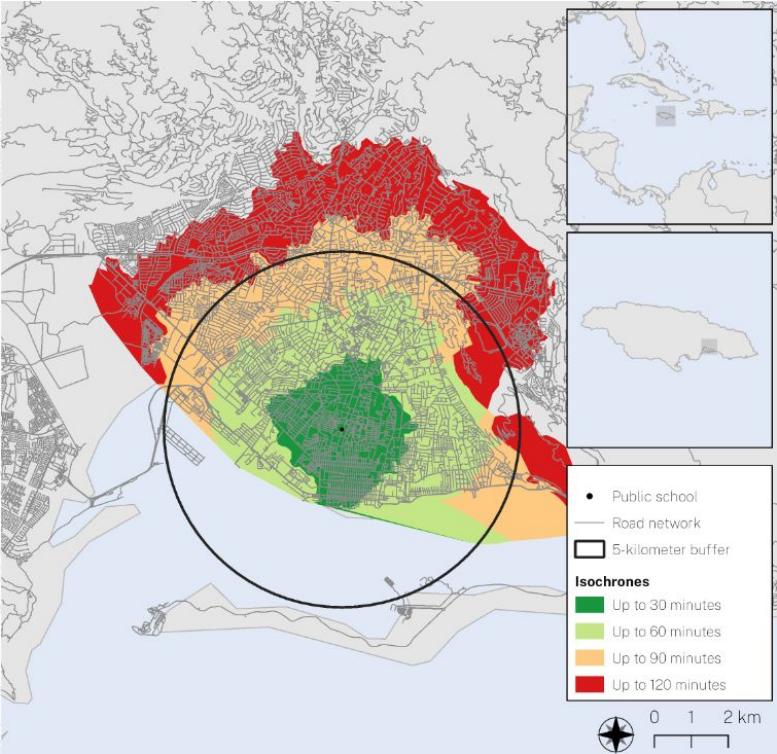 Public school
Road network
5-kilometer buffer
Isochrones
Up to 30 minutes
Up to 60 minutes
Up to 90 minutes
Up to 120 minutes
0 1 2 km